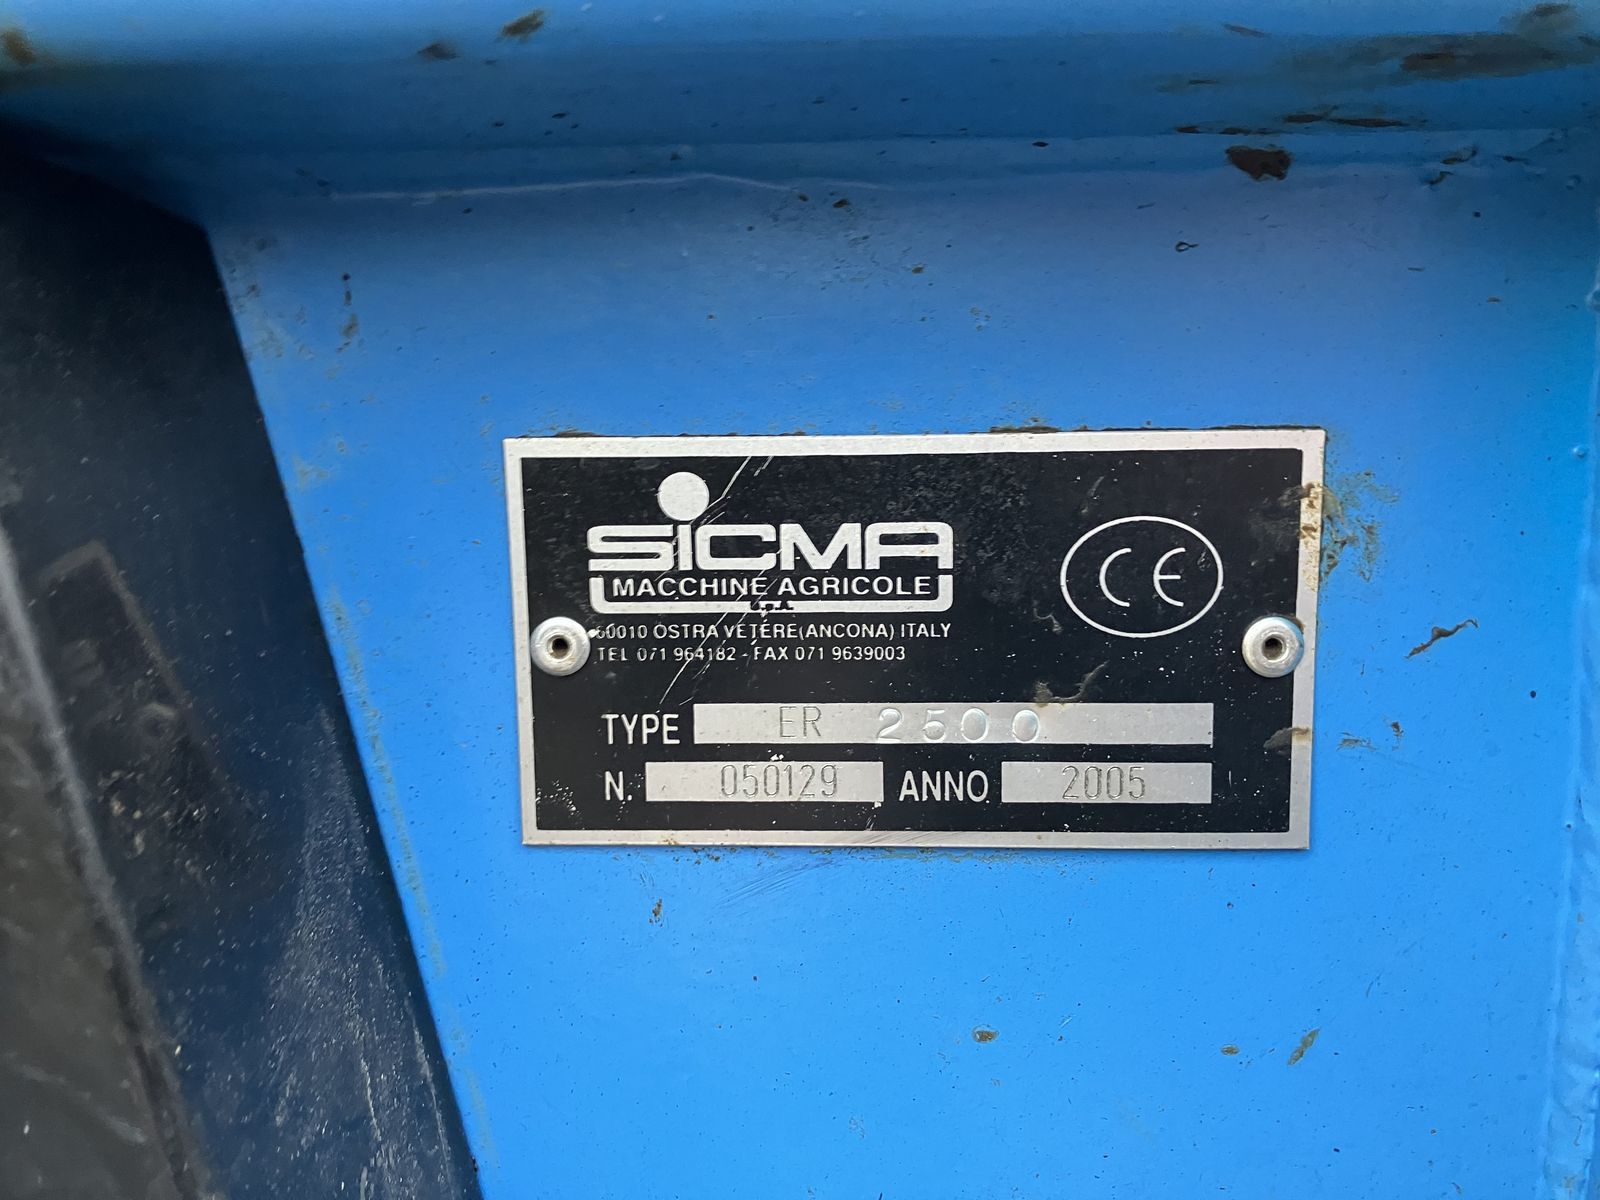 SICMA
MACCHINE AGRICOLE
S.p.A.
60010 OSTRA VETERE (ANCONA) ITALY
TEL 071 964182 - FAX 071 9639003
CE
TYPE ER 2500
N. 050129 ANNO 2005